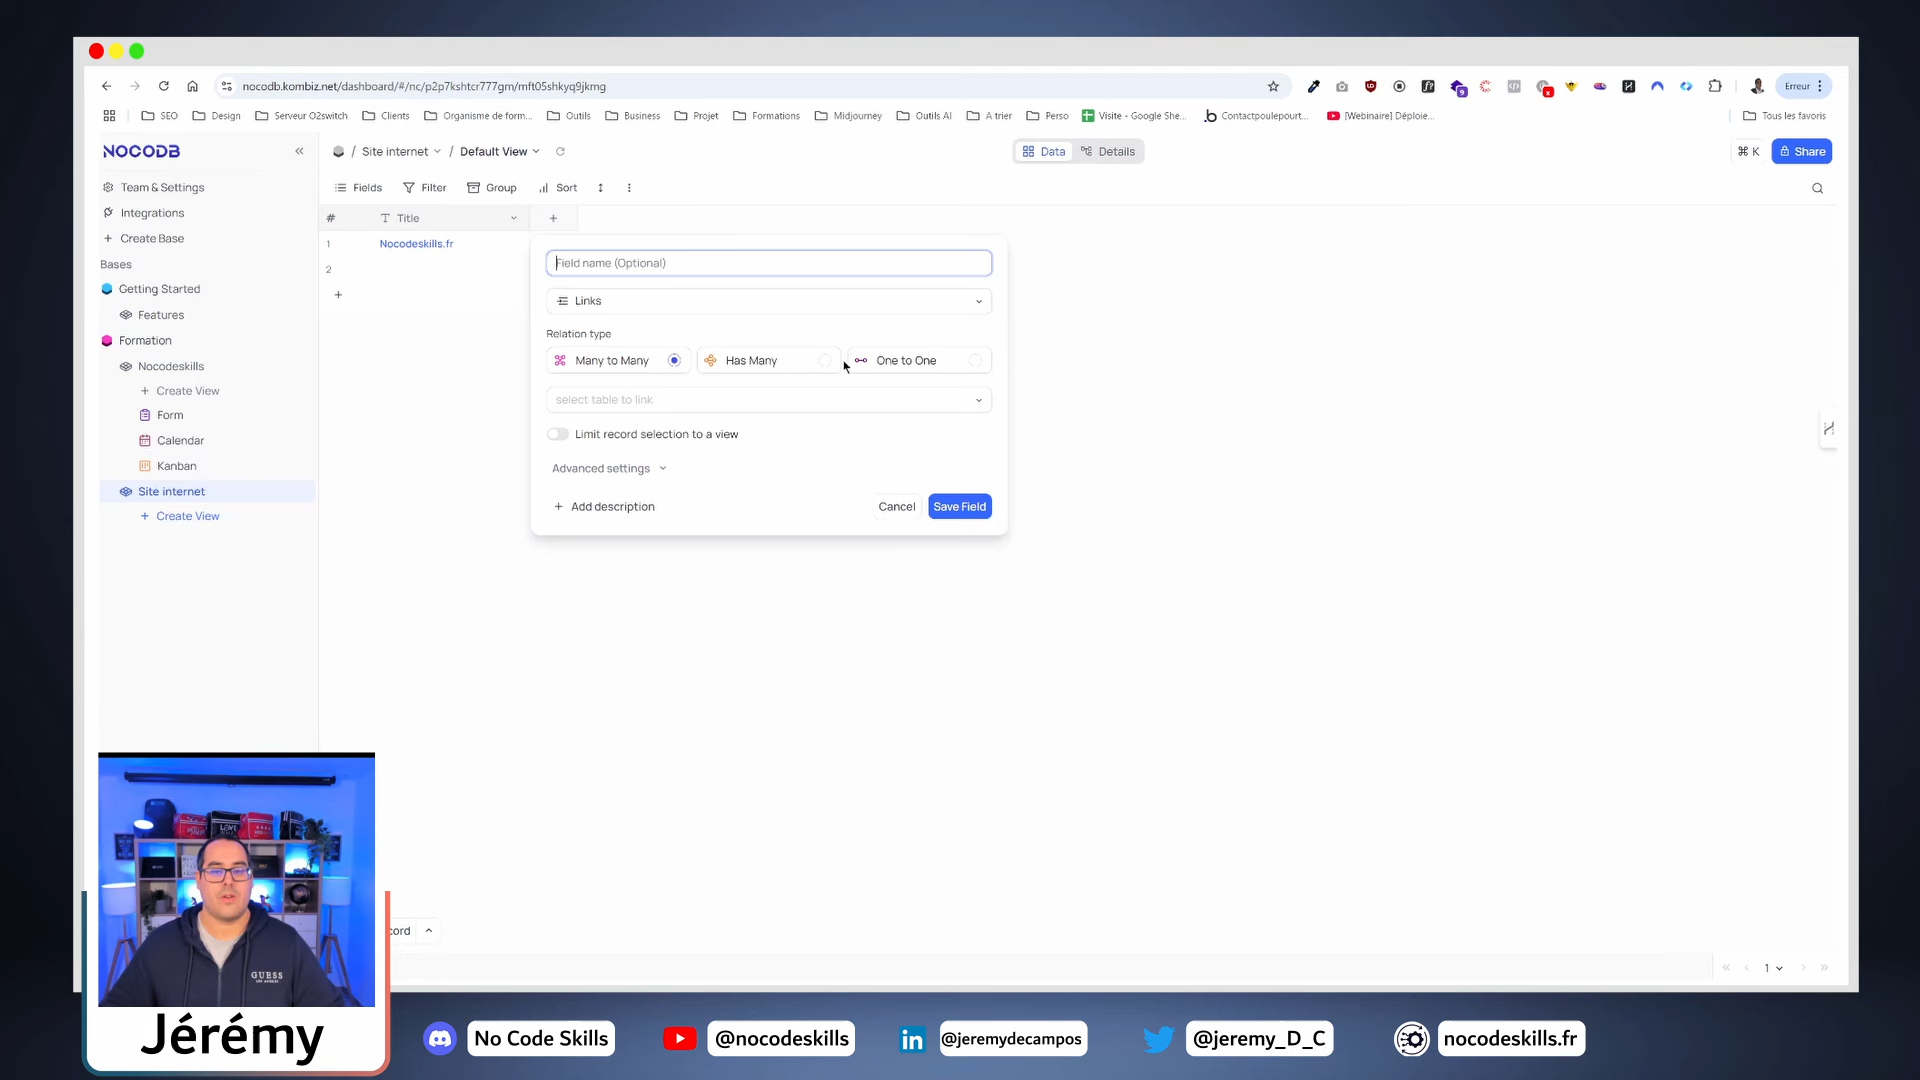 nocodb.kombiz.net/dashboard/#/nc/p2p7kshtcr777gm/mft05shkyq9jkmg
Erreur
SEO Design Serveur O2switch Clients Organisme de form... Outils Business Projet Formations Midjourney Outils AI A trier Perso Visite - Google She... Contactpoulepourt... [Webinaire] Déploie... Tous les favoris
NOCODB
/ Site internet / Default View
Data Details
⌘ K Share
Team & Settings
Integrations
+ Create Base
Bases
Getting Started
Features
Formation
Nocodeskills
+ Create View
Form
Calendar
Kanban
Site internet
+ Create View
Fields Filter Group Sort
# Title +
1 Nocodeskills.fr
2
+
Field name (Optional)
Links
Relation type
Many to Many Has Many One to One
select table to link
Limit record selection to a view
Advanced settings
+ Add description Cancel Save Field
cord
1
LOVE
GUESS
LOS ANGELES
Jérémy
No Code Skills
@nocodeskills
in @jeremydecampos
@jeremy_D_C
nocodeskills.fr